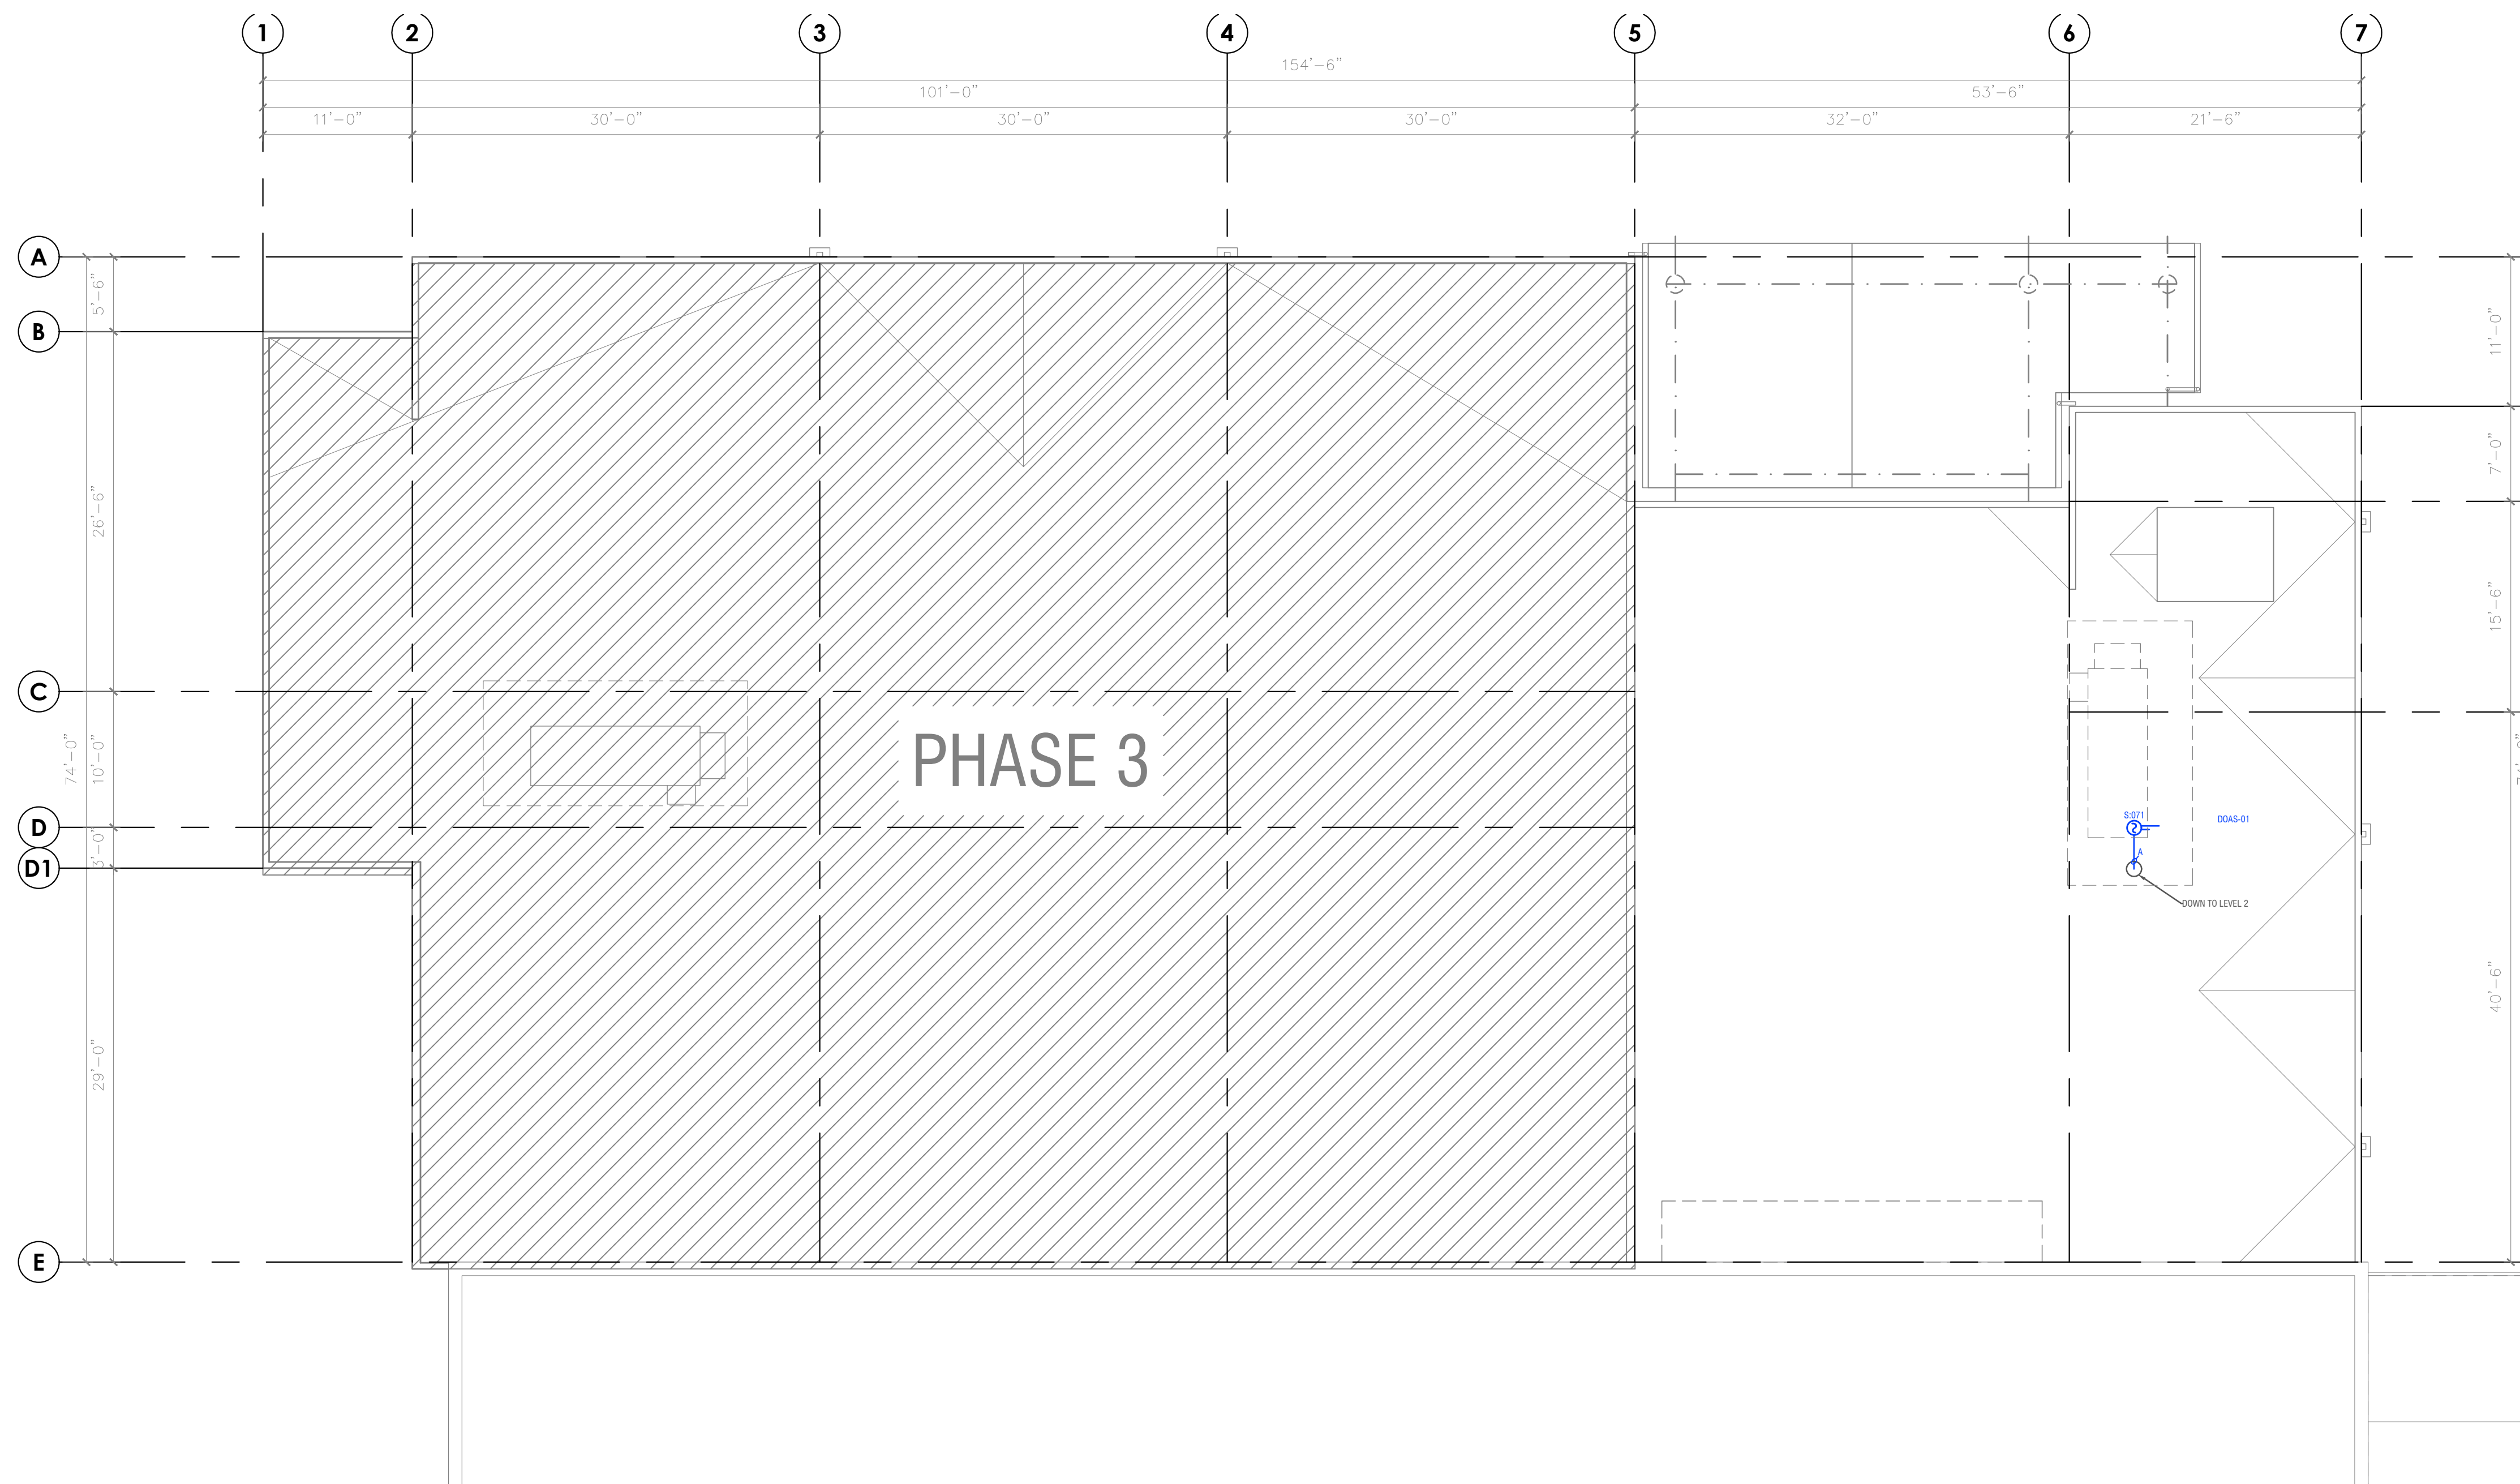 1 2 3 4 5 6 7
154'-6"
101'-0" 53'-6"
11'-0" 30'-0" 30'-0" 30'-0" 32'-0" 21'-6"
A
5'-6"
B
11'-0"
7'-0"
26'-6"
15'-6"
C
74'-0"
10'-0"
PHASE 3
D
S:071
DOAS-01
3'-0"
A
D1
DOWN TO LEVEL 2
40'-6"
29'-0"
E